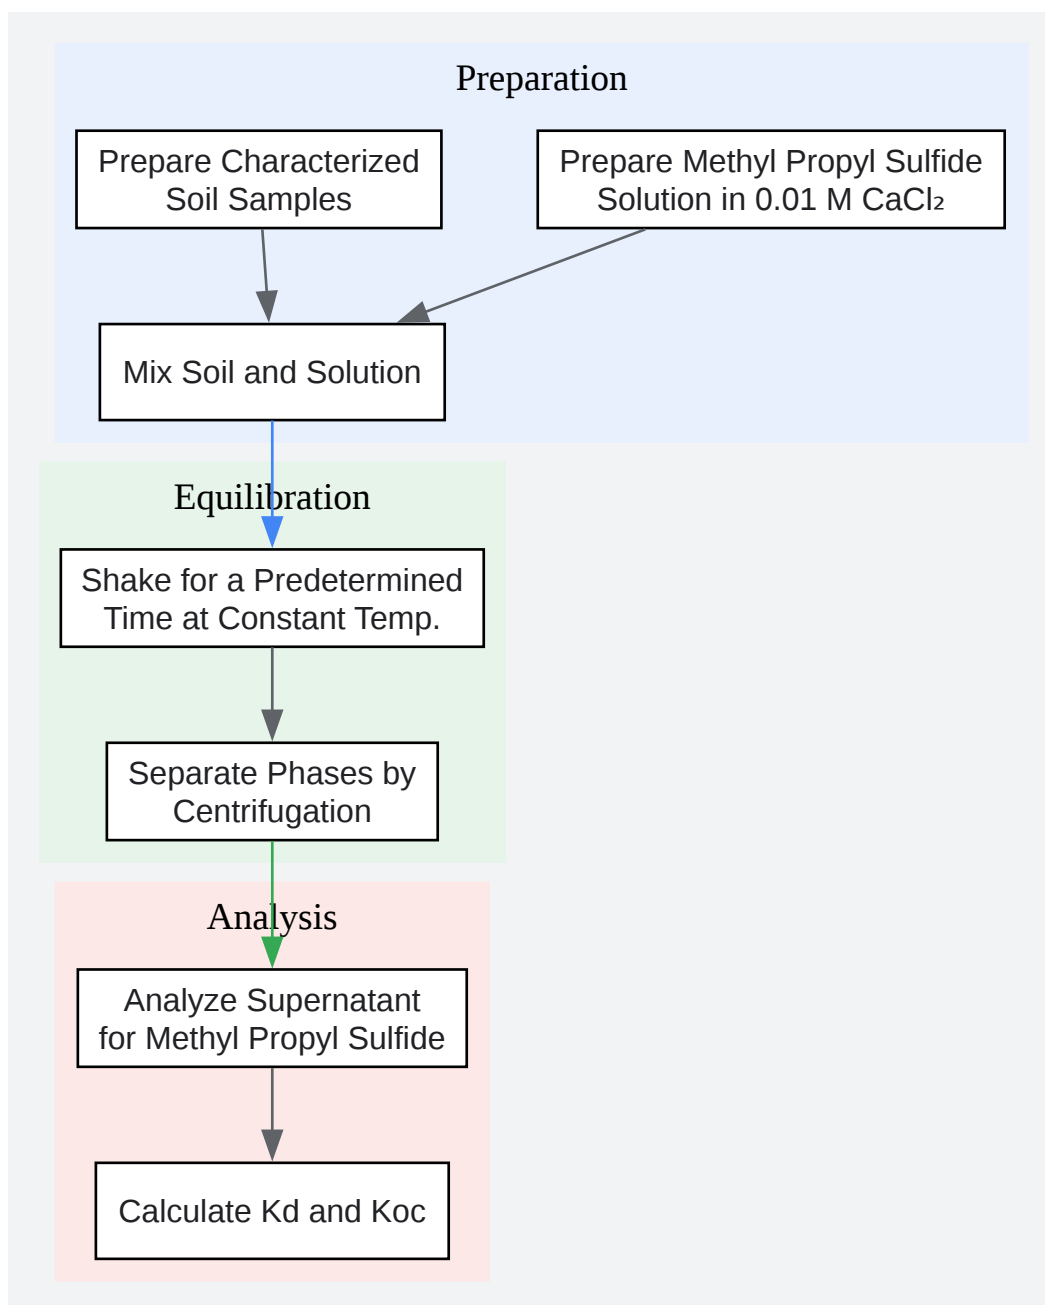 Preparation
Prepare Characterized
Soil Samples
Prepare Methyl Propyl Sulfide
Solution in 0.01 M CaCl₂
Mix Soil and Solution
Equilibration
Shake for a Predetermined
Time at Constant Temp.
Separate Phases by
Centrifugation
Analysis
Analyze Supernatant
for Methyl Propyl Sulfide
Calculate Kd and Koc